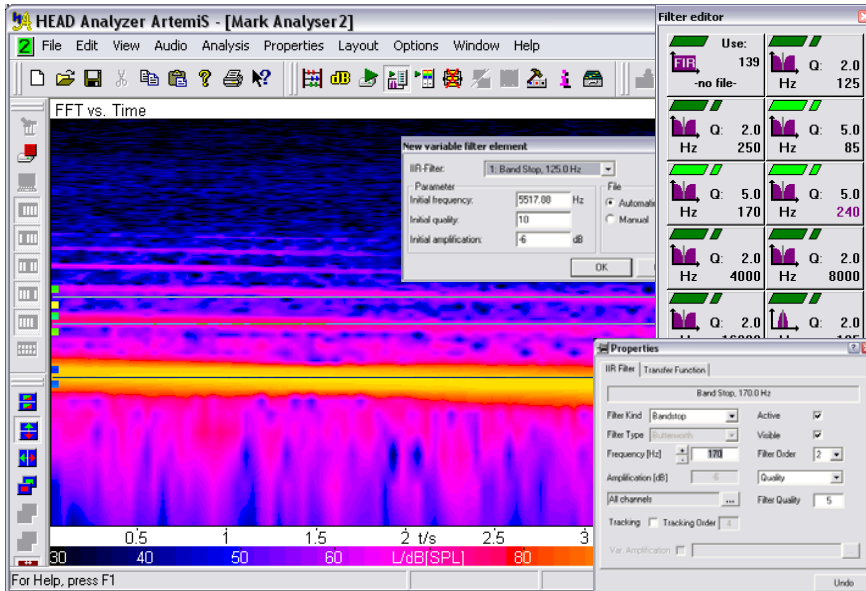 HEAD Analyzer ArtemiS - [Mark Analyser2]
File Edit View Audio Analysis Properties Layout Options Window Help
FFT vs. Time
New variable filter element
IIR-Filter: 1: Band Stop, 125.0 Hz
Parameter
File
Initial frequency: 5517.88 Hz
Automatic
Initial quality: 10
Manual
Initial amplification: -6 dB
OK
Filter editor
Use:
FIR 139
-no file-
Q: 2.0
Hz 125
Q: 2.0
Hz 250
Q: 5.0
Hz 85
Q: 5.0
Hz 170
Q: 5.0
Hz 240
Q: 2.0
Hz 4000
Q: 2.0
Hz 8000
Q: 2.0
Q: 2.0
Properties
IIR Filter Transfer Function
Band Stop, 170.0 Hz
Filter Kind Bandstop Active
Filter Type Butterworth Visible
Frequency [Hz] 170 Filter Order 2
Amplification [dB] -6 Quality
All channels ... Filter Quality 5
Tracking Tracking Order 4
Var. Amplification ...
Undo
0.5 1 1.5 2 t/s 2.5 3
30 40 50 60 L/dB[SPL] 80
For Help, press F1